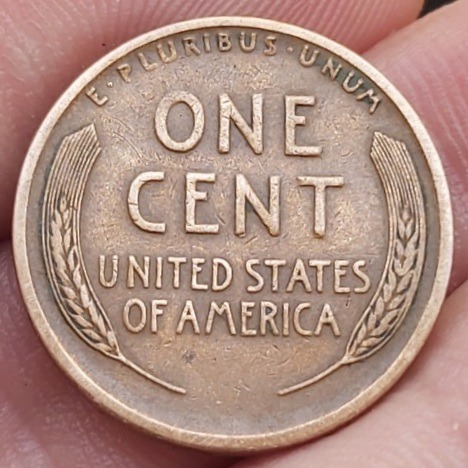 E·PLURIBUS·UNUM
ONE
CENT
UNITED STATES
OF AMERICA